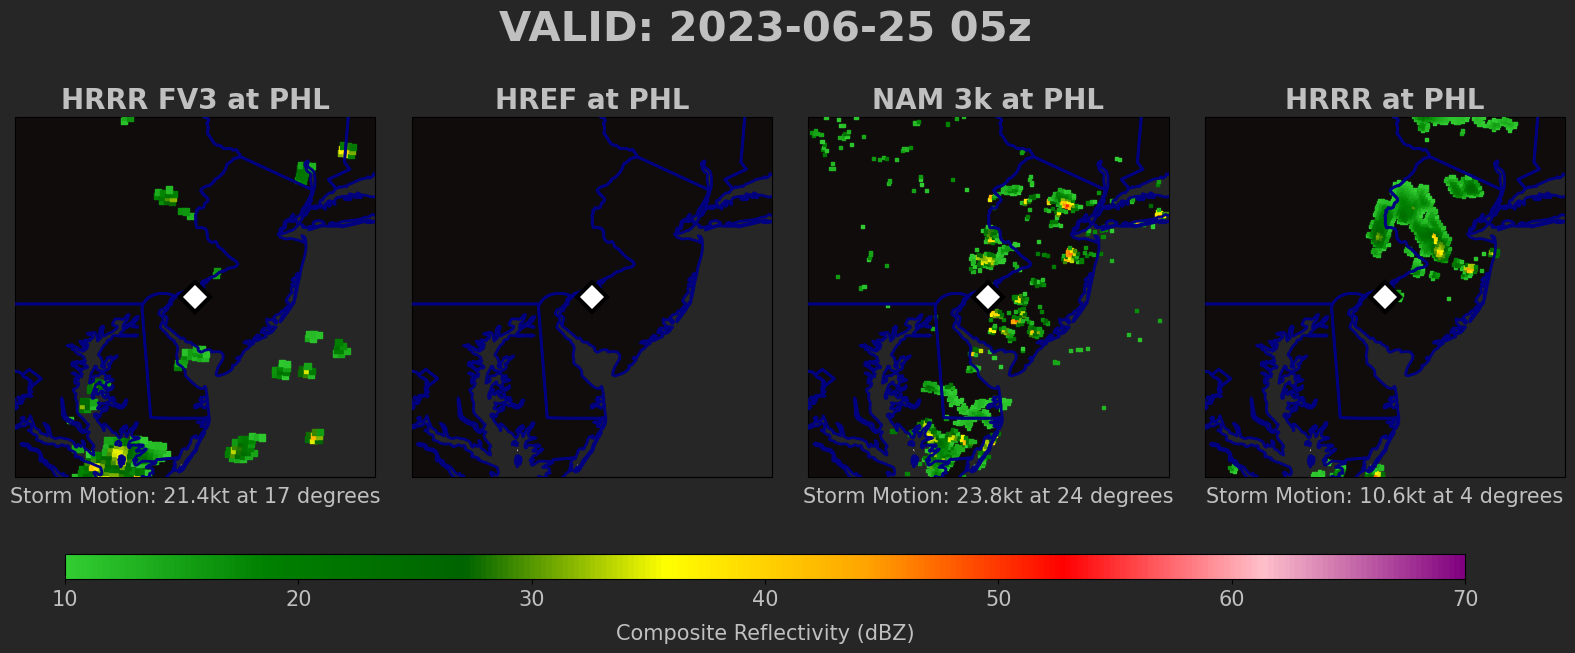 VALID: 2023-06-25 05z
HRRR FV3 at PHL
HREF at PHL
NAM 3k at PHL
HRRR at PHL
Storm Motion: 21.4kt at 17 degrees
Storm Motion: 23.8kt at 24 degrees
Storm Motion: 10.6kt at 4 degrees
10 20 30 40 50 60 70
Composite Reflectivity (dBZ)